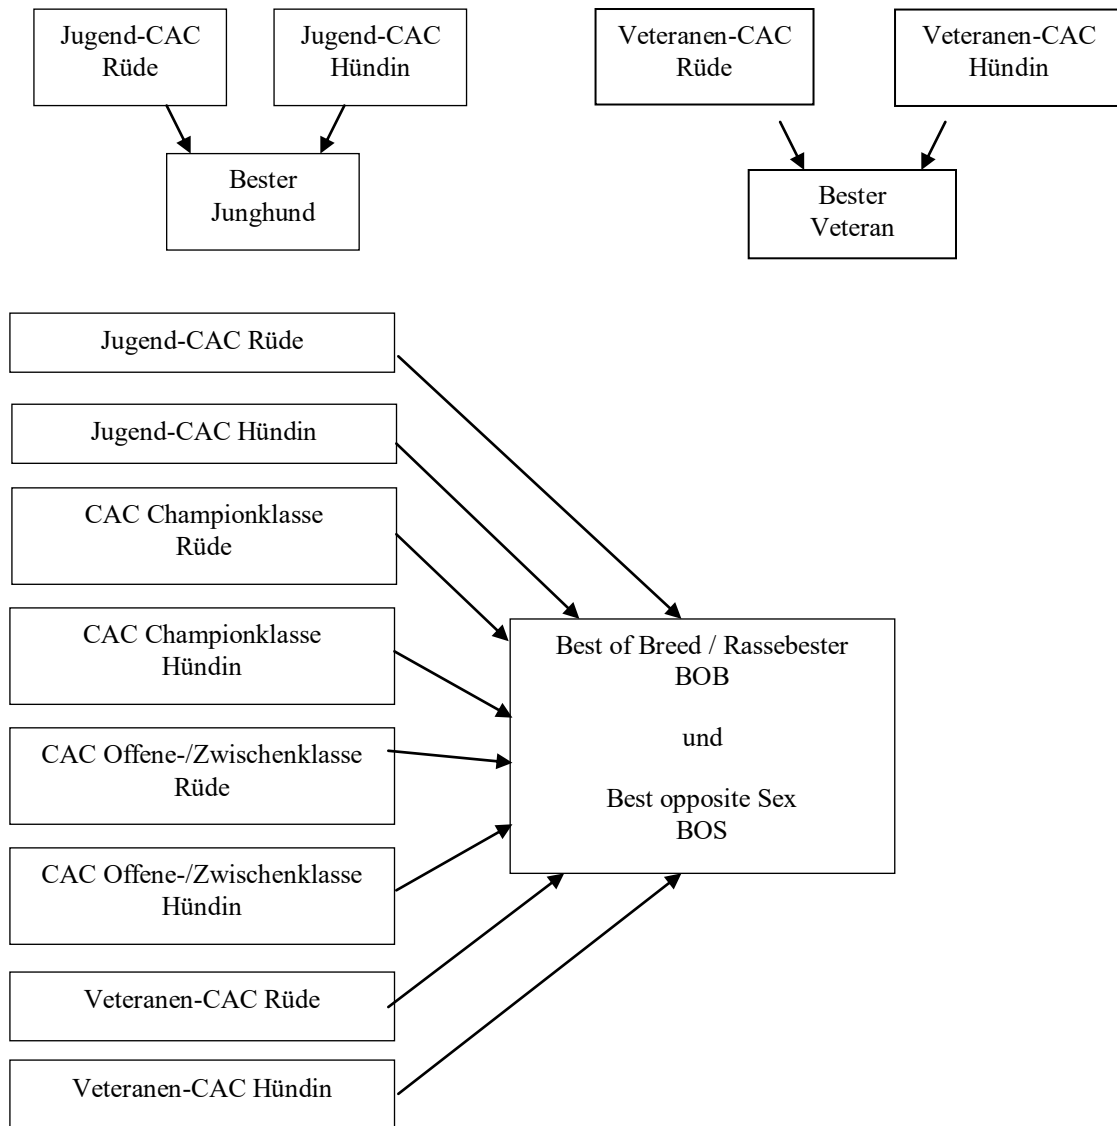 Jugend-CAC
Rüde
Jugend-CAC
Hündin
Veteranen-CAC
Rüde
Veteranen-CAC
Hündin
Bester
Junghund
Bester
Veteran
Jugend-CAC Rüde
Jugend-CAC Hündin
CAC Championklasse
Rüde
CAC Championklasse
Hündin
CAC Offene-/Zwischenklasse
Rüde
CAC Offene-/Zwischenklasse
Hündin
Veteranen-CAC Rüde
Veteranen-CAC Hündin
Best of Breed / Rassebester
BOB
und
Best opposite Sex
BOS